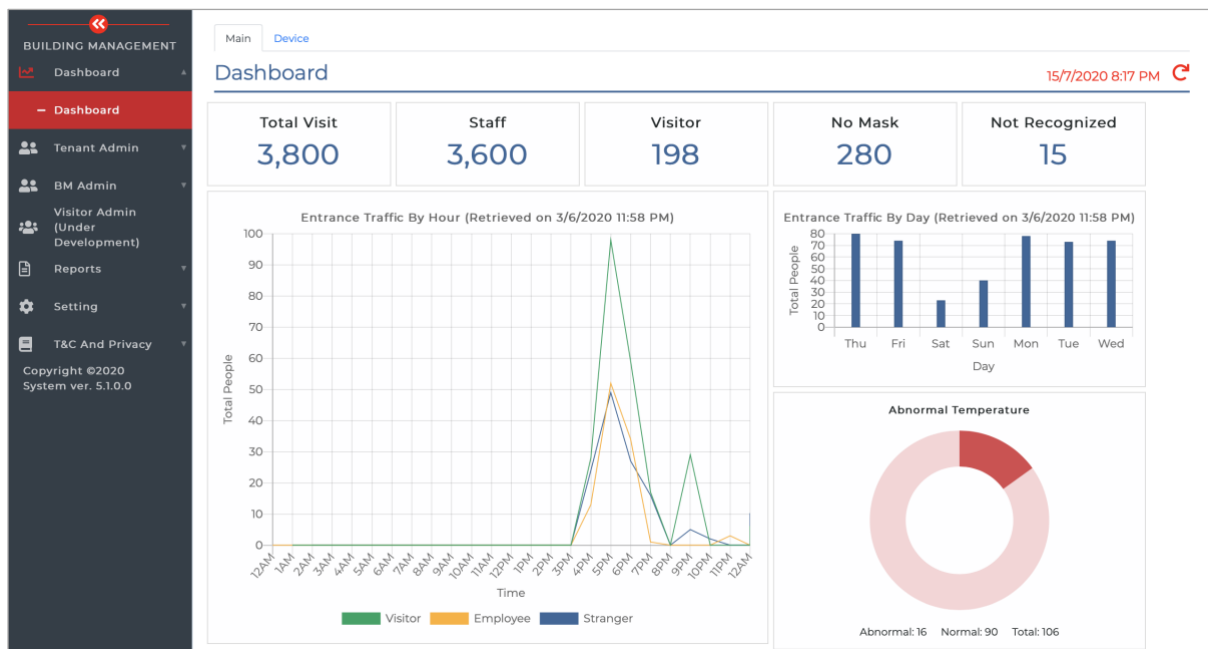 BUILDING MANAGEMENT
Dashboard
Dashboard
Tenant Admin
BM Admin
Visitor Admin
(Under
Development)
Reports
Setting
T&C And Privacy
Copyright ©2020
System ver. 5.1.0.0
Main Device
Dashboard
15/7/2020 8:17 PM
Total Visit
3,800
Staff
3,600
Visitor
198
No Mask
280
Not Recognized
15
Entrance Traffic By Hour (Retrieved on 3/6/2020 11:58 PM)
Total People
100
90
80
70
60
50
40
30
20
10
0
12AM 1AM 2AM 3AM 4AM 5AM 6AM 7AM 8AM 9AM 10AM 11AM 12PM 1PM 2PM 3PM 4PM 5PM 6PM 7PM 8PM 9PM 10PM 11PM 12AM
Time
Visitor Employee Stranger
Entrance Traffic By Day (Retrieved on 3/6/2020 11:58 PM)
Total People
80
70
60
50
40
30
20
10
0
Thu Fri Sat Sun Mon Tue Wed
Day
Abnormal Temperature
Abnormal: 16 Normal: 90 Total: 106